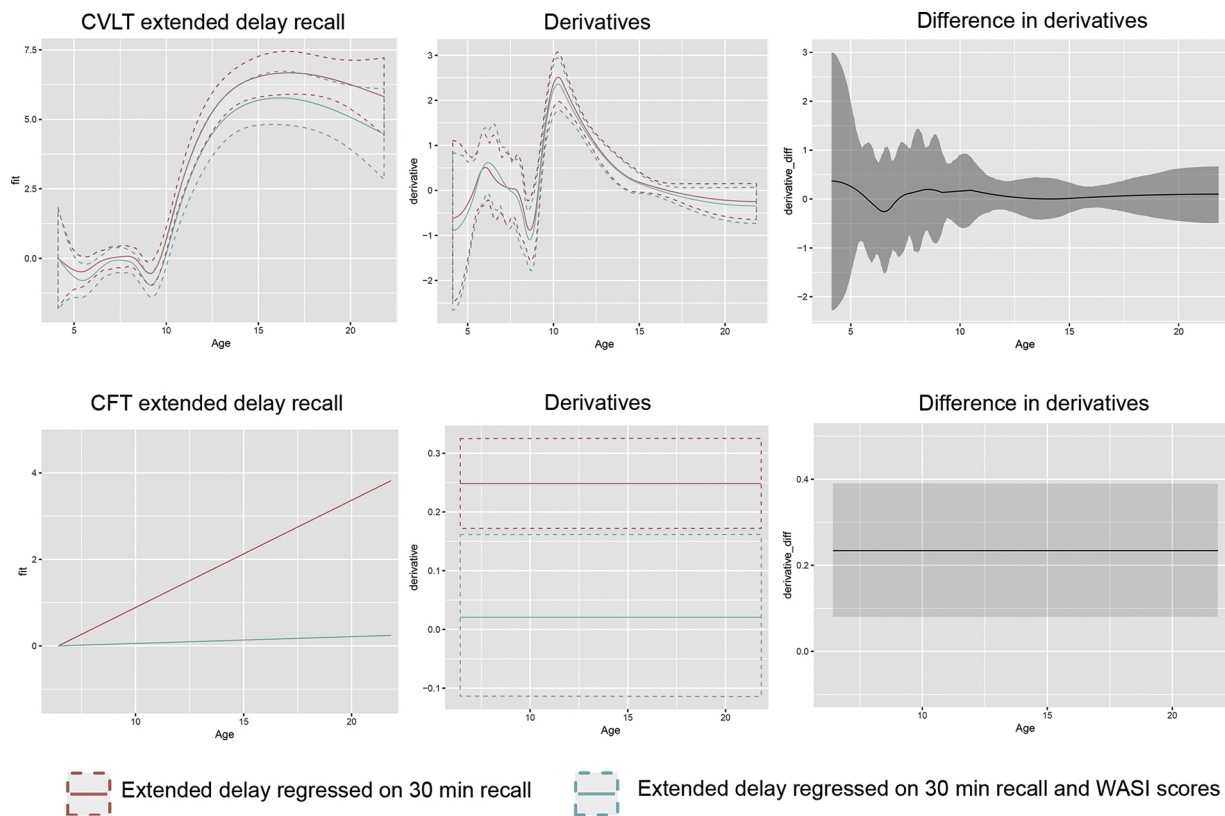 CVLT extended delay recall
Derivatives
Difference in derivatives
7.5
5.0
2.5
0.0
fit
5
10
15
20
Age
3
2
1
0
−1
−2
derivative
5
10
15
20
Age
3
2
1
0
−1
−2
derivative_diff
5
10
15
20
Age
CFT extended delay recall
Derivatives
Difference in derivatives
4
2
0
fit
10
15
20
Age
0.3
0.2
0.1
0.0
−0.1
derivative
10
15
20
Age
0.4
0.2
0.0
derivative_diff
10
15
20
Age
Extended delay regressed on 30 min recall
Extended delay regressed on 30 min recall and WASI scores